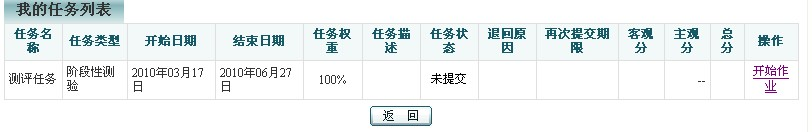 我的任务列表
任务名称 任务类型 开始日期 结束日期 任务权重 任务描述 任务状态 退回原因 再次提交期限 客观分 主观分 总分 操作
测评任务 阶段性测验 2010年03月17日 2010年06月27日 100% 未提交 -- 开始作业
返 回